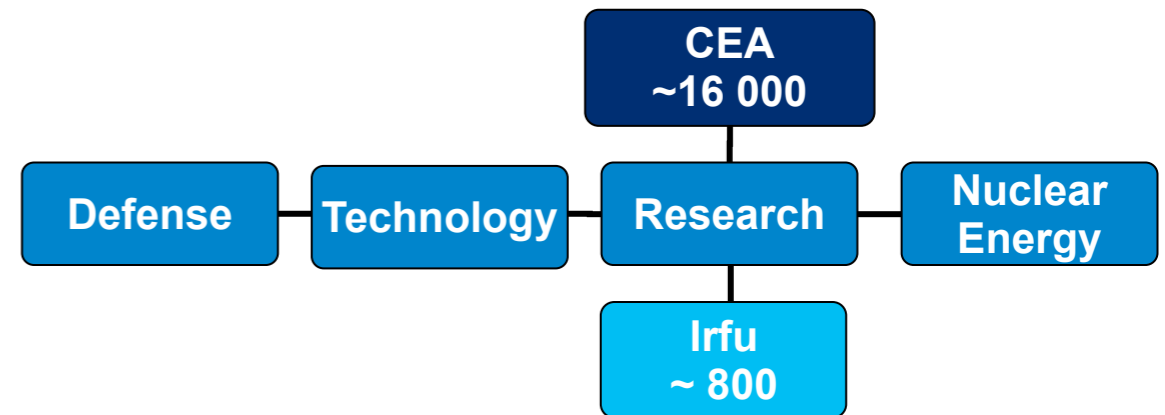 CEA
~16 000
Defense
Technology
Research
Nuclear
Energy
Irfu
~ 800